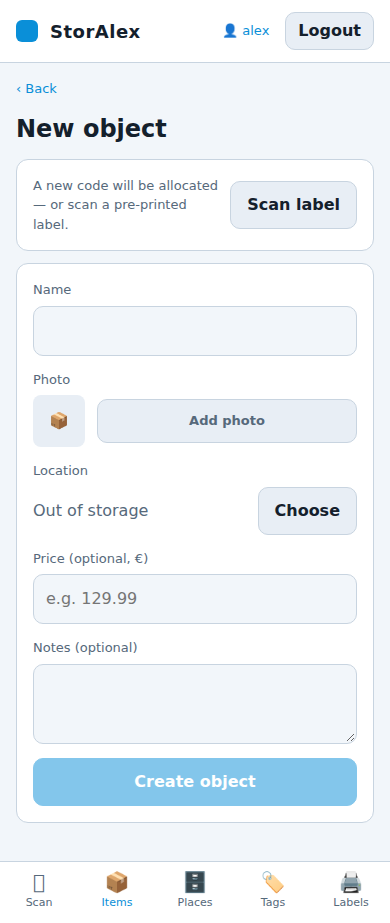 StorAlex
alex
Logout
‹ Back
New object
A new code will be allocated
— or scan a pre-printed
label.
Scan label
Name
Photo
Add photo
Location
Out of storage
Choose
Price (optional, €)
e.g. 129.99
Notes (optional)
Create object
Scan
Items
Places
Tags
Labels